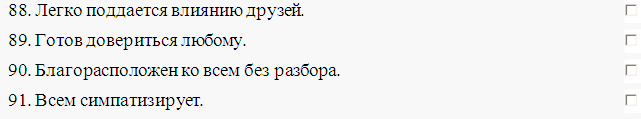 88. Легко поддается влиянию друзей.
89. Готов довериться любому.
90. Благорасположен ко всем без разбора.
91. Всем симпатизирует.